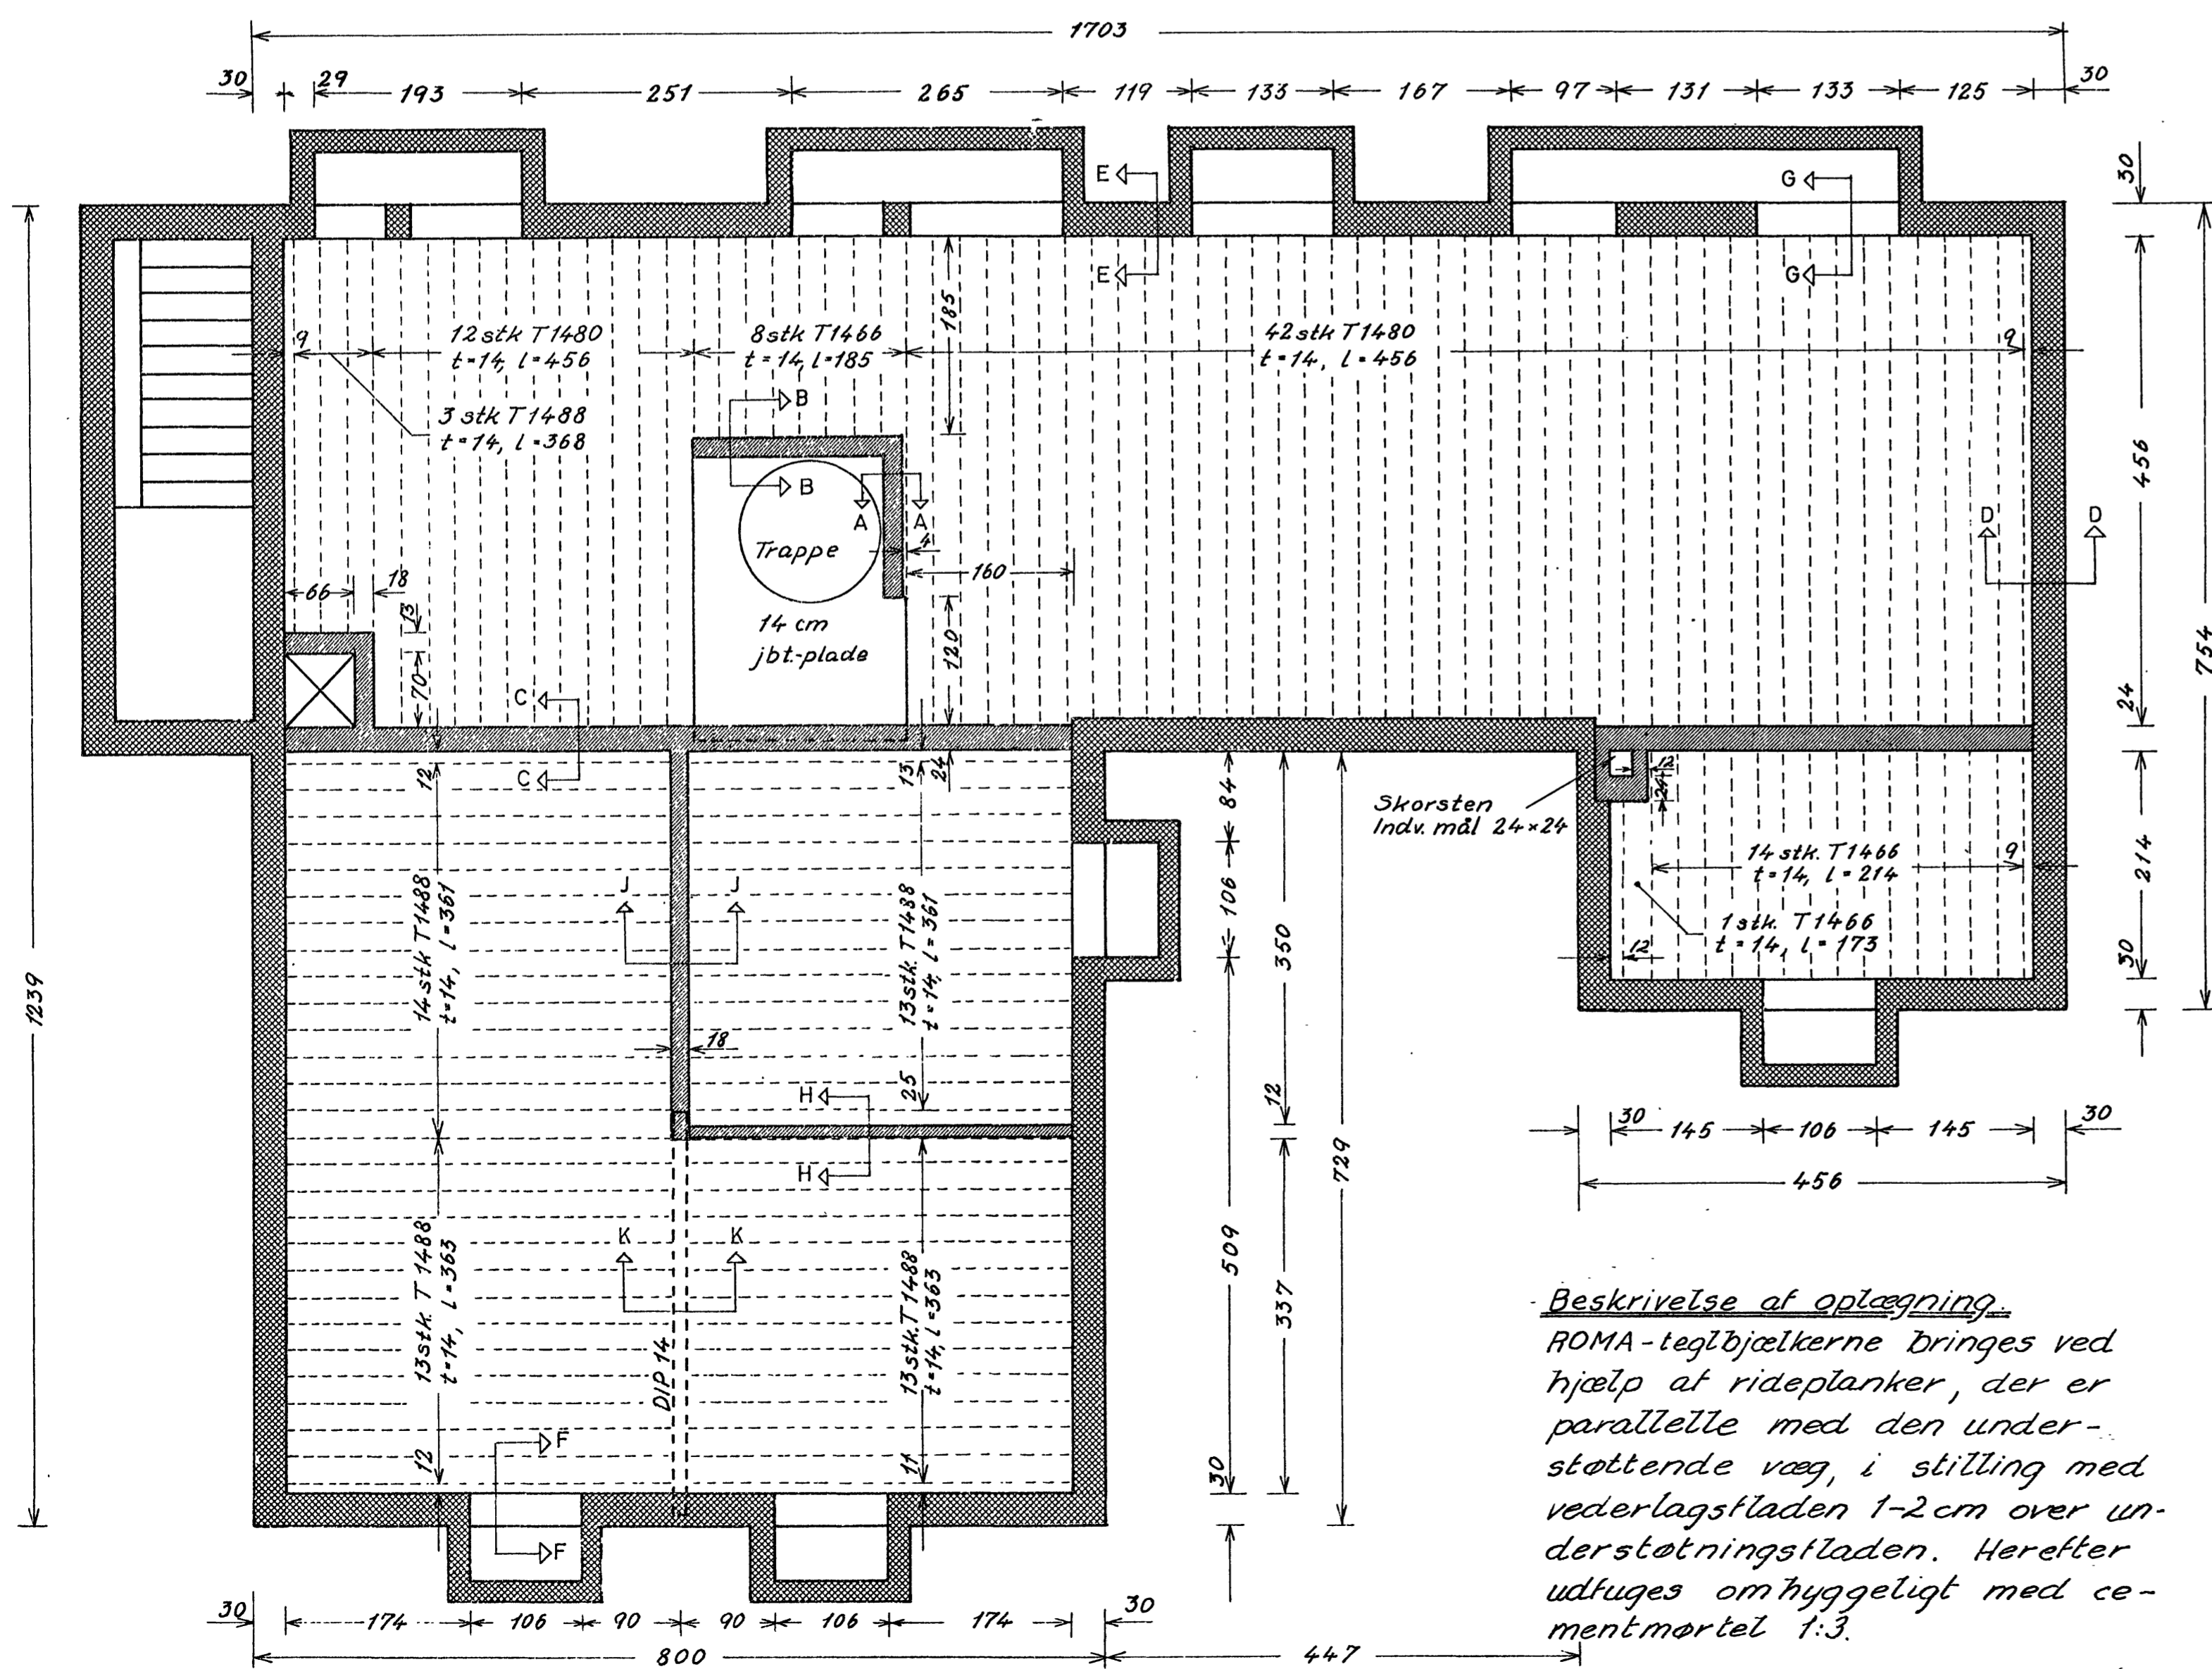 1703
30
29
193
251
265
119
133
167
97
131
133
125
30
30
E
G
E
G
12 stk T1480
t=14, l=456
8 stk T1466
t=14, l=185
185
42 stk T1480
t=14, l=456
9
9
3 stk T1488
t=14, l=368
B
B
A
A
4
Trappe
160
14 cm
jbt.-plade
120
66
18
13
70
456
D
D
754
24
C
C
12
13
24
Skorsten
Indv. mål 24×24
12
24
84
106
350
12
14 stk. T1466
t=14, l=214
9
1 stk. T1466
t=14, l=173
12
214
30
14 stk T1488
t=14, l=361
J
J
13 stk. T1488
t=14, l=361
1239
18
25
H
H
729
30
145
106
145
30
456
13 stk. T1488
t=14, l=363
K
K
13 stk. T1488
t=14, l=363
DIP 14
509
337
12
11
30
F
F
30
174
106
90
90
106
174
30
800
447
Beskrivelse af oplægning.
ROMA-teglbjælkerne bringes ved
hjælp af rideplanker, der er
parallelle med den under-
støttende væg, i stilling med
vederlagsfladen 1-2 cm over un-
derstøtningsfladen. Herefter
udfuges omhyggeligt med ce-
mentmørtel 1:3.